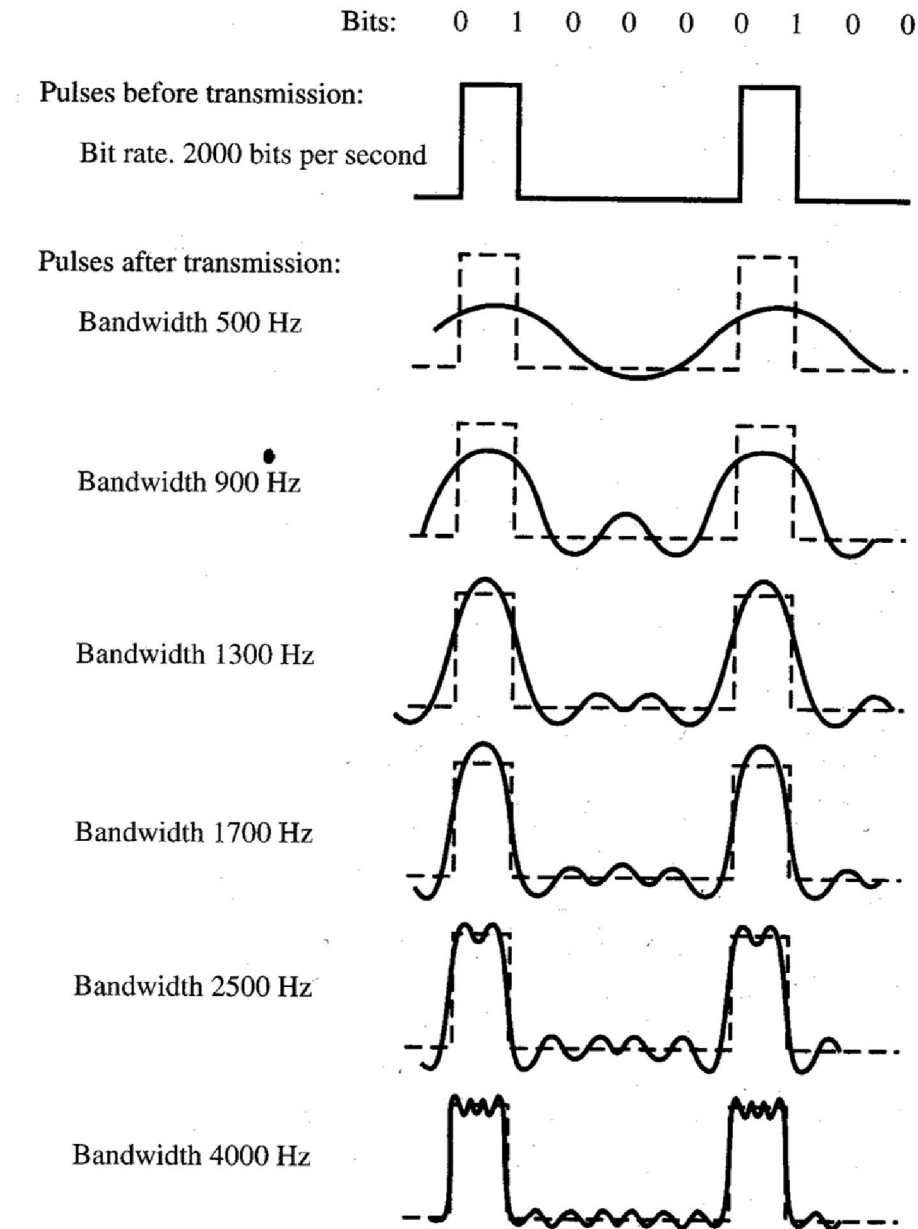 Bits: 0 1 0 0 0 0 1 0 0
Pulses before transmission:
Bit rate. 2000 bits per second
Pulses after transmission:
Bandwidth 500 Hz
Bandwidth 900 Hz
Bandwidth 1300 Hz
Bandwidth 1700 Hz
Bandwidth 2500 Hz
Bandwidth 4000 Hz